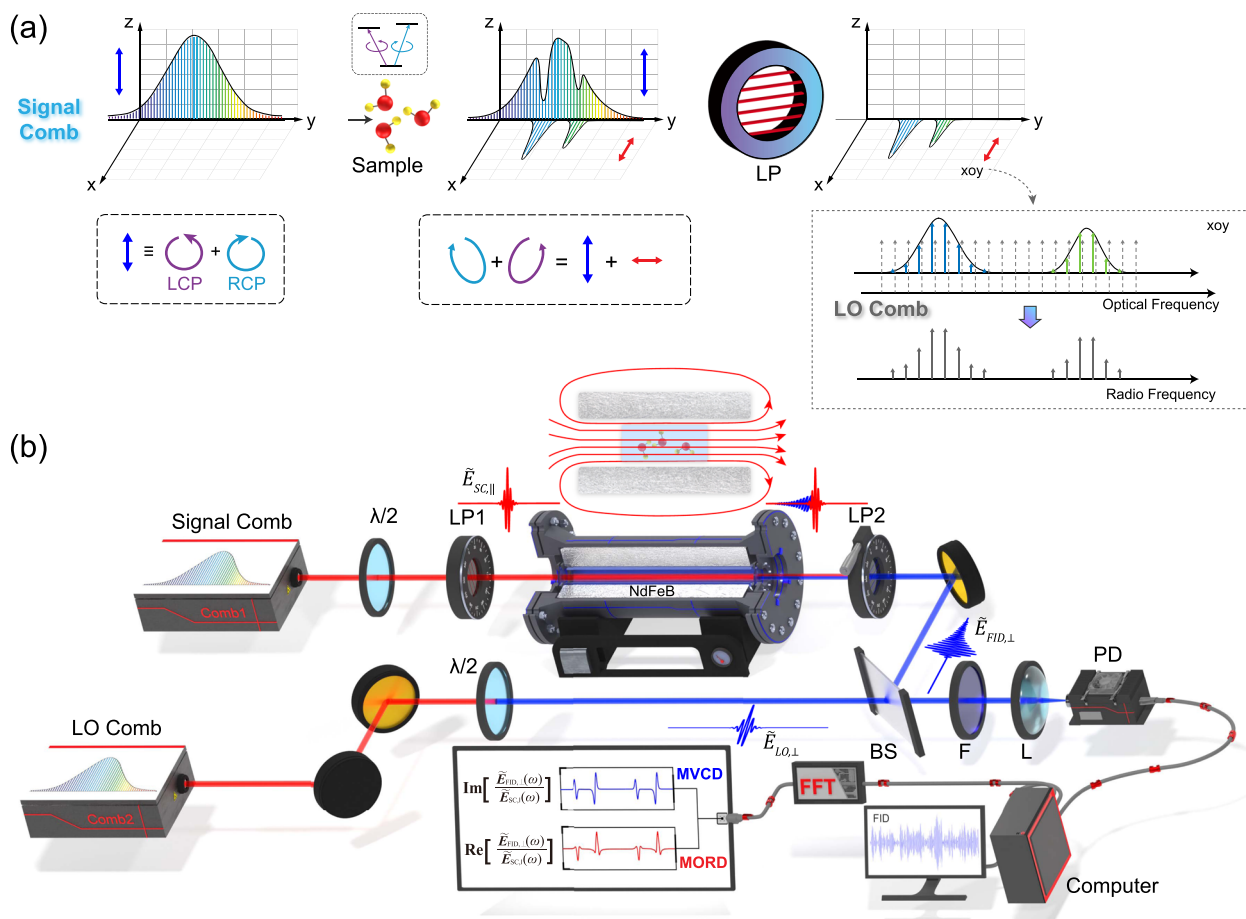 (a)
z
y
x
Signal
Comb
Sample
z
y
x
LP
z
y
x
xoy
≡
+
LCP
RCP
+
=
+
xoy
Optical Frequency
LO Comb
Radio Frequency
(b)
Ẽ_SC,∥
Signal Comb
λ/2
LP1
LP2
Comb1
NdFeB
Ẽ_FID,⊥
λ/2
PD
LO Comb
Ẽ_LO,⊥
BS
F
L
Comb2
Im[ Ẽ_FID,⊥(ω) / Ẽ_SC,∥(ω) ]
MVCD
FFT
FID
Re[ Ẽ_FID,⊥(ω) / Ẽ_SC,∥(ω) ]
MORD
Computer